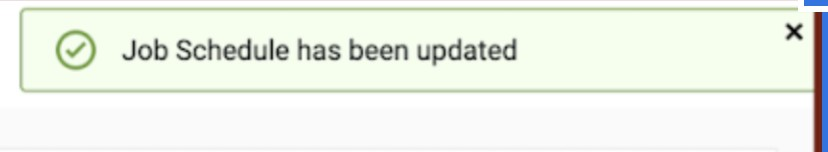 Job Schedule has been updated